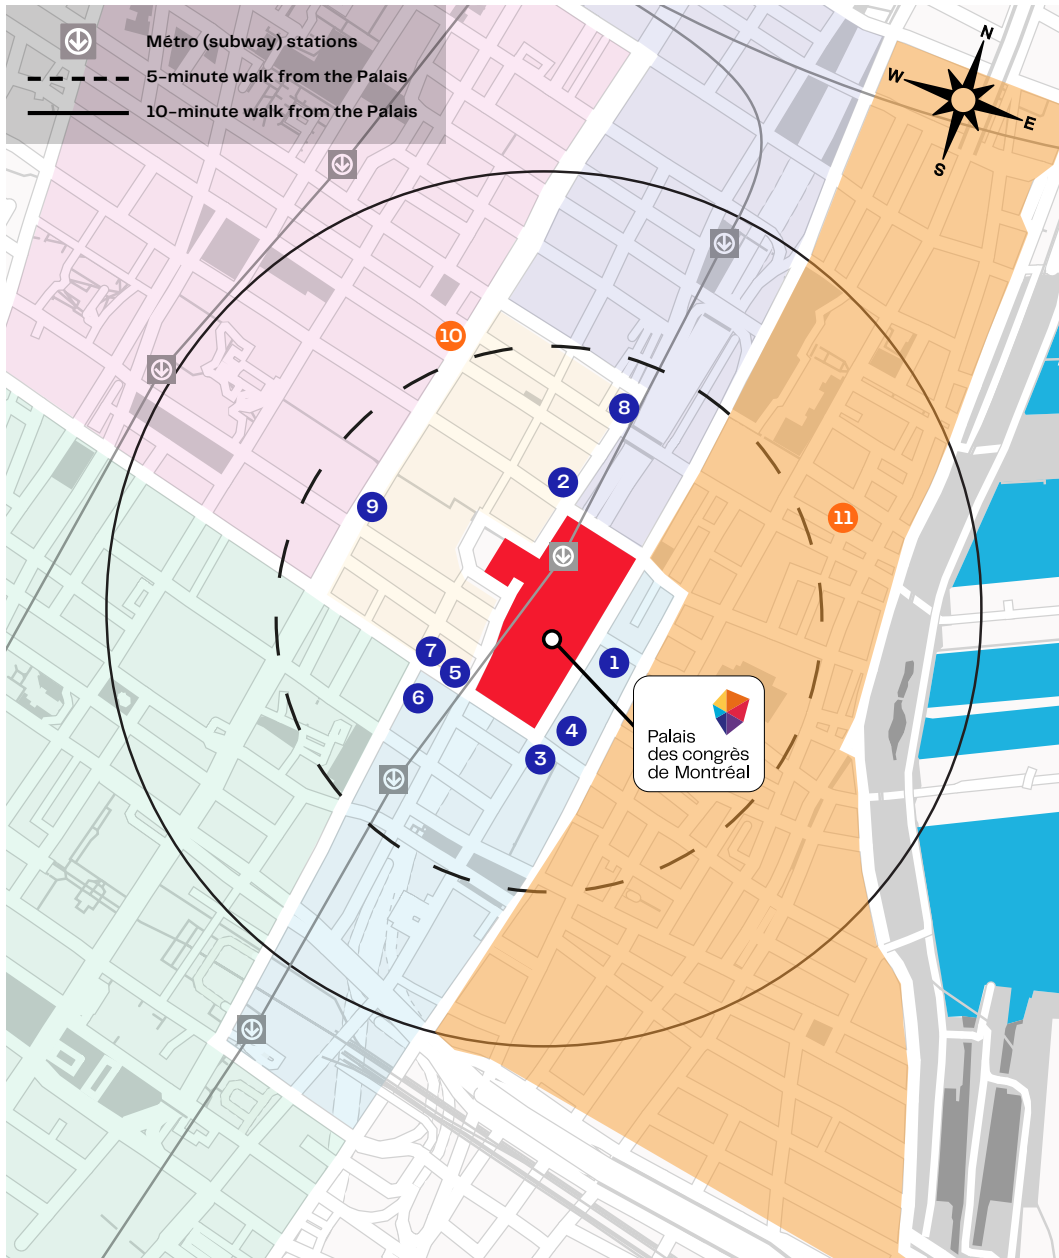 Métro (subway) stations
5-minute walk from the Palais
10-minute walk from the Palais
N
W
E
S
10
8
2
9
11
7
5
1
6
4
3
Palais
des congrès
de Montréal